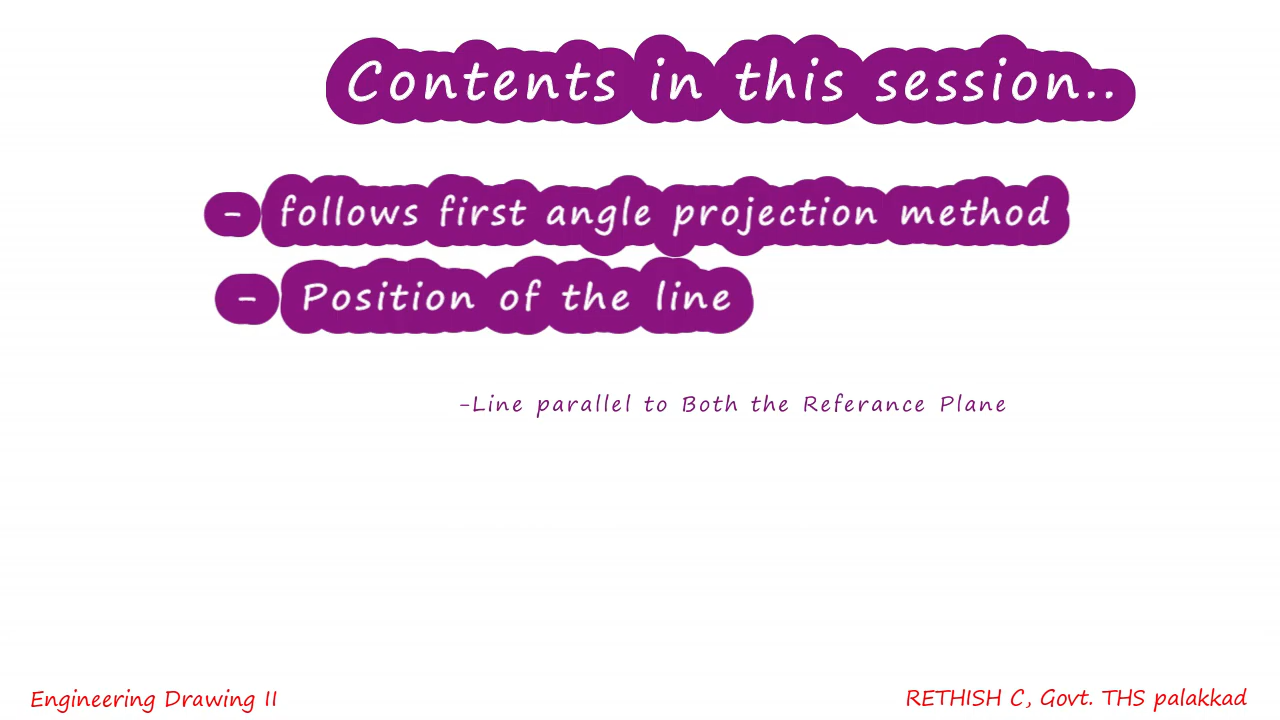 Contents in this session..
- follows first angle projection method
- Position of the line
-Line parallel to Both the Referance Plane
Engineering Drawing II
RETHISH C, Govt. THS palakkad